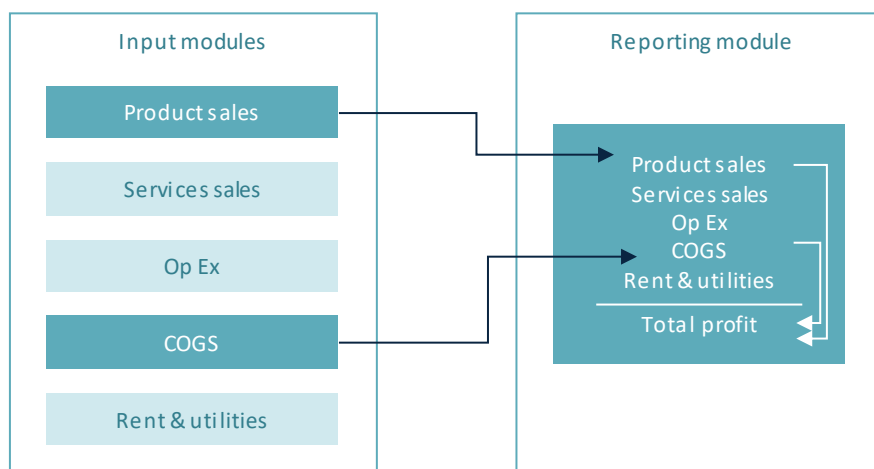 Input modules
Product sales
Services sales
Op Ex
COGS
Rent & utilities
Reporting module
Product sales
Services sales
Op Ex
COGS
Rent & utilities
Total profit